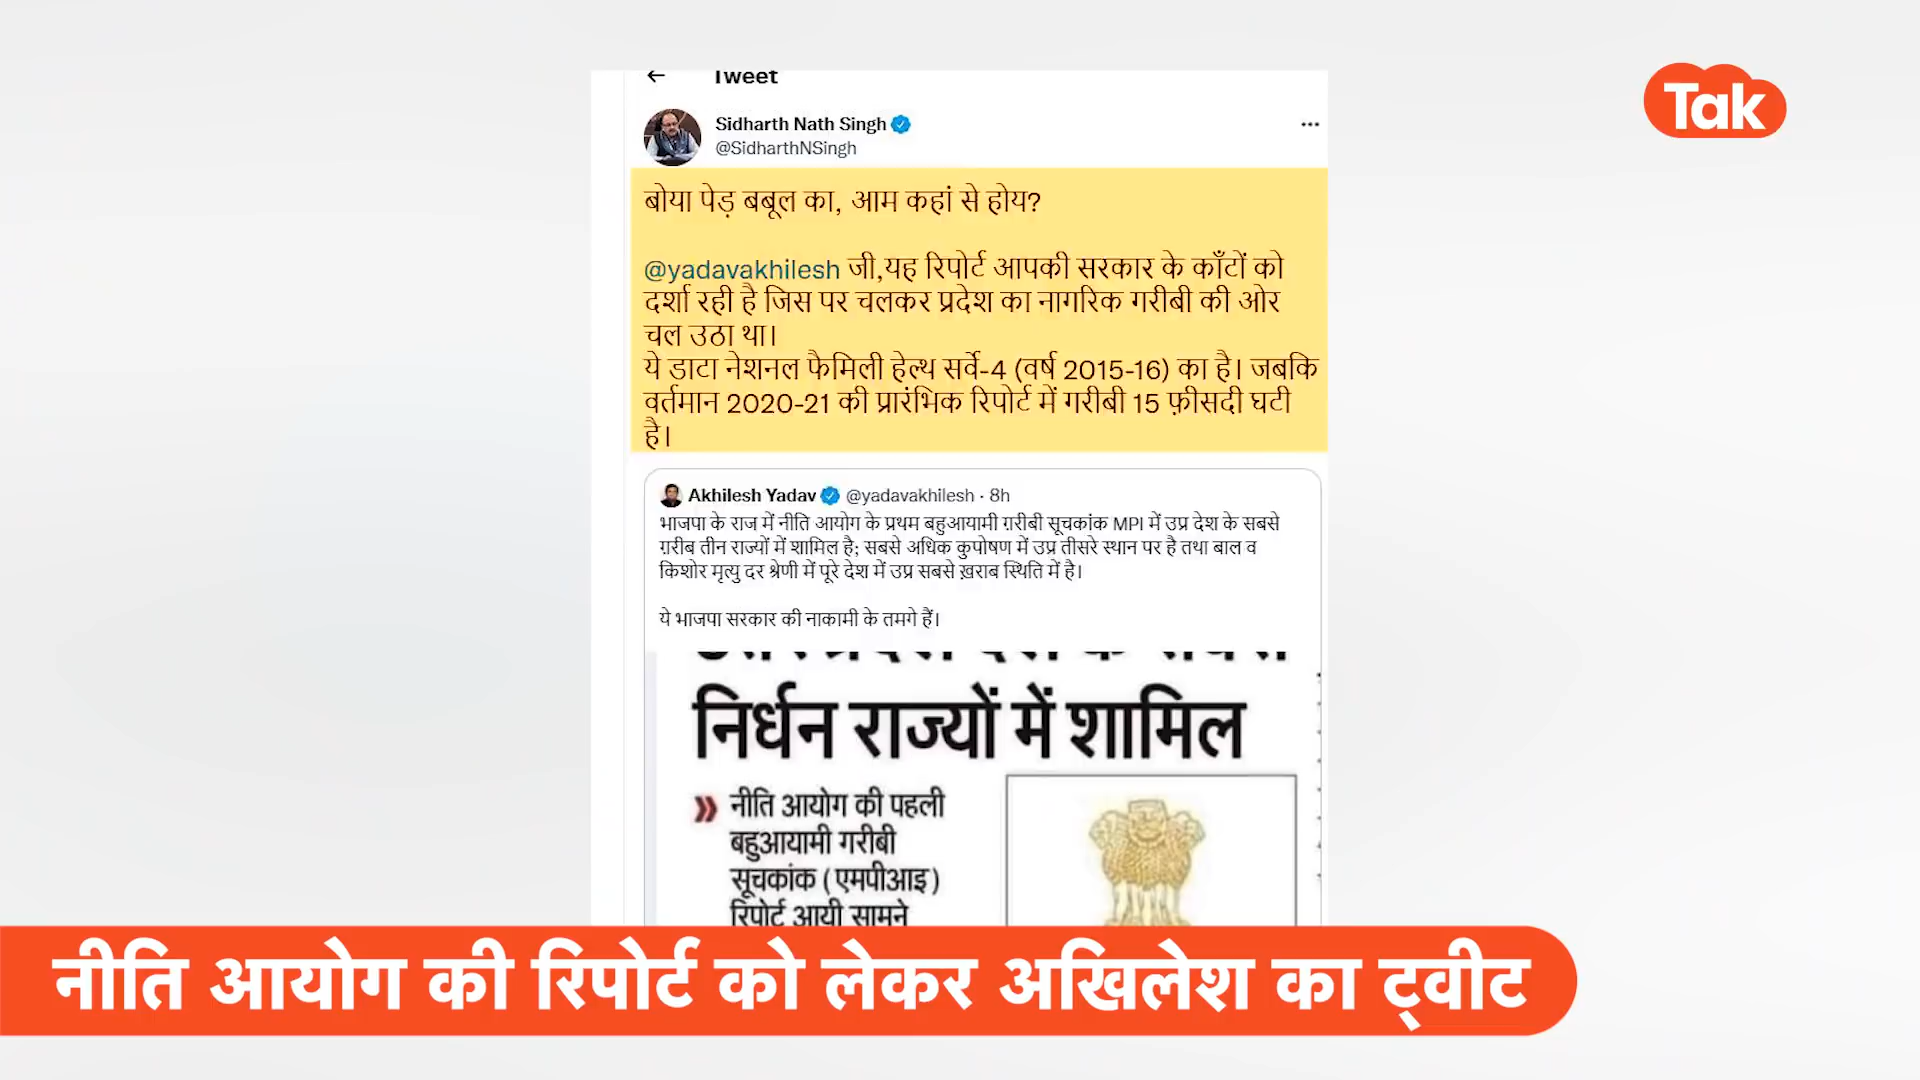 Tweet
Tak
Sidharth Nath Singh
@SidharthNSingh
बोया पेड़ बबूल का, आम कहां से होय?
@yadavakhilesh जी,यह रिपोर्ट आपकी सरकार के काँटों को
दर्शा रही है जिस पर चलकर प्रदेश का नागरिक गरीबी की ओर
चल उठा था।
ये डाटा नेशनल फैमिली हेल्थ सर्वे-4 (वर्ष 2015-16) का है। जबकि
वर्तमान 2020-21 की प्रारंभिक रिपोर्ट में गरीबी 15 फ़ीसदी घटी
है।
Akhilesh Yadav @yadavakhilesh · 8h
भाजपा के राज में नीति आयोग के प्रथम बहुआयामी ग़रीबी सूचकांक MPI में उप्र देश के सबसे
ग़रीब तीन राज्यों में शामिल है; सबसे अधिक कुपोषण में उप्र तीसरे स्थान पर है तथा बाल व
किशोर मृत्यु दर श्रेणी में पूरे देश में उप्र सबसे ख़राब स्थिति में है।
ये भाजपा सरकार की नाकामी के तमगे हैं।
निर्धन राज्यों में शामिल
नीति आयोग की पहली
बहुआयामी गरीबी
सूचकांक (एमपीआइ)
रिपोर्ट आयी सामने
नीति आयोग की रिपोर्ट को लेकर अखिलेश का ट्वीट